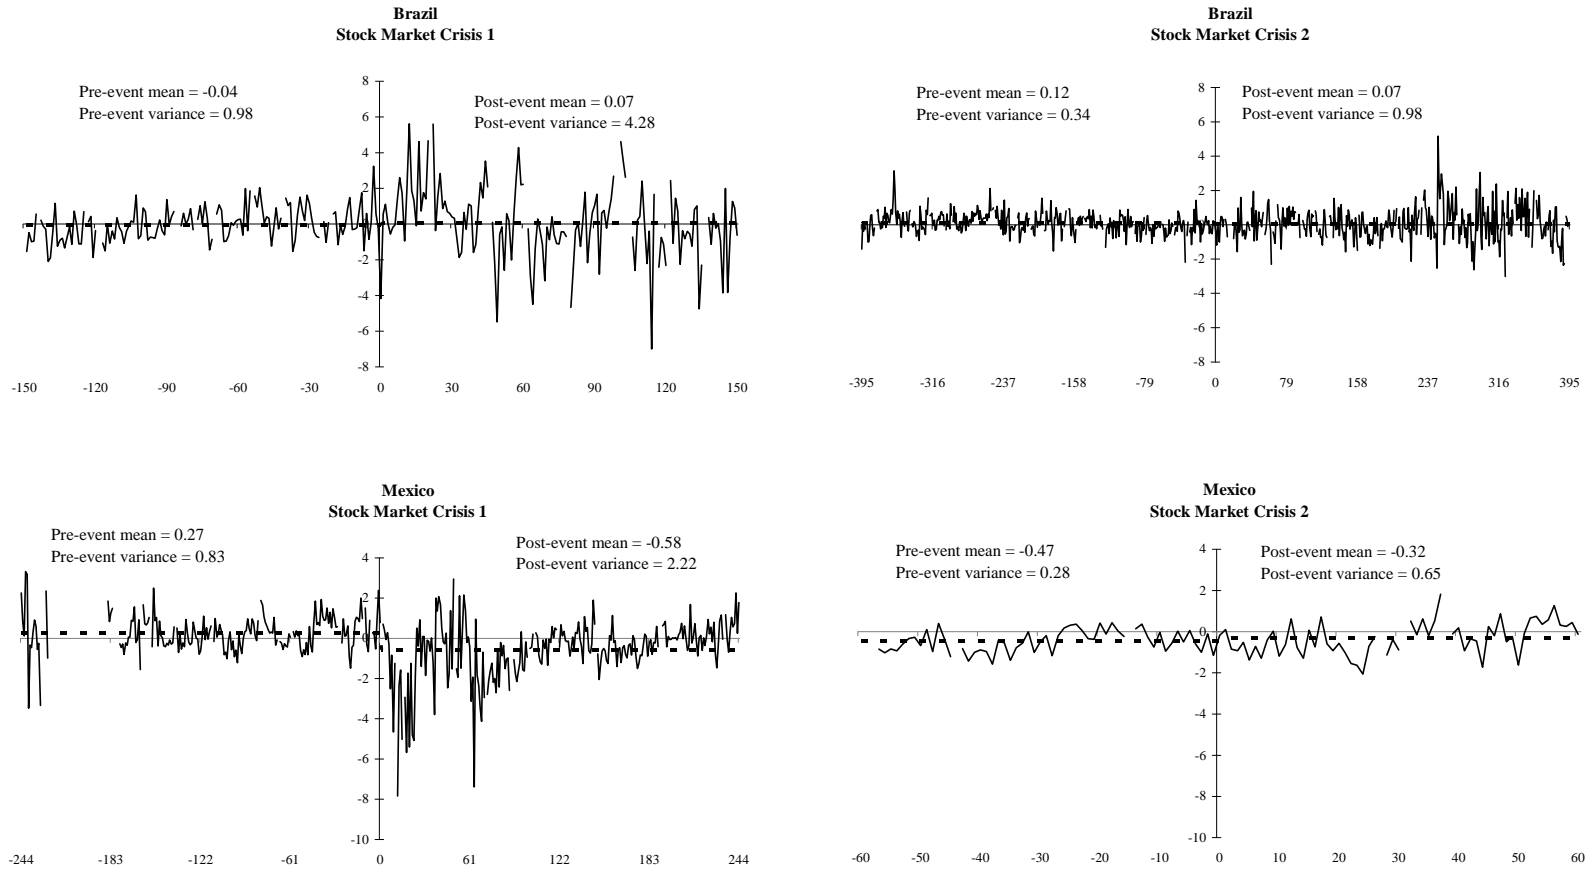 Brazil
Stock Market Crisis 1
Pre-event mean = -0.04
Pre-event variance = 0.98
Post-event mean = 0.07
Post-event variance = 4.28
8
6
4
2
0
-2
-4
-6
-8
-150 -120 -90 -60 -30 0 30 60 90 120 150
Brazil
Stock Market Crisis 2
Pre-event mean = 0.12
Pre-event variance = 0.34
Post-event mean = 0.07
Post-event variance = 0.98
8
6
4
2
0
-2
-4
-6
-8
-395 -316 -237 -158 -79 0 79 158 237 316 395
Mexico
Stock Market Crisis 1
Pre-event mean = 0.27
Pre-event variance = 0.83
Post-event mean = -0.58
Post-event variance = 2.22
4
2
0
-2
-4
-6
-8
-10
-244 -183 -122 -61 0 61 122 183 244
Mexico
Stock Market Crisis 2
Pre-event mean = -0.47
Pre-event variance = 0.28
Post-event mean = -0.32
Post-event variance = 0.65
4
2
0
-2
-4
-6
-8
-10
-60 -50 -40 -30 -20 -10 0 10 20 30 40 50 60